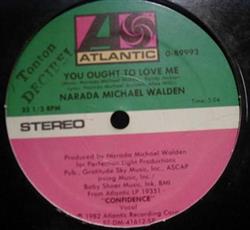 Tonton
DECIBEL
ATLANTIC
0-89993
YOU OUGHT TO LOVE ME
NARADA MICHAEL WALDEN
33 1/3 RPM
Time: 5:04
STEREO
Produced by Narada Michael Walden
for Perfection Light Productions
Pub., Gratitude Sky Music, Inc., ASCAP
Irving Music, Inc./
Baby Shoes Music, Ink, BMI
From Atlantic LP
"CONFIDENCE"
Vocal
℗ 1982 Atlantic Recording Corp.